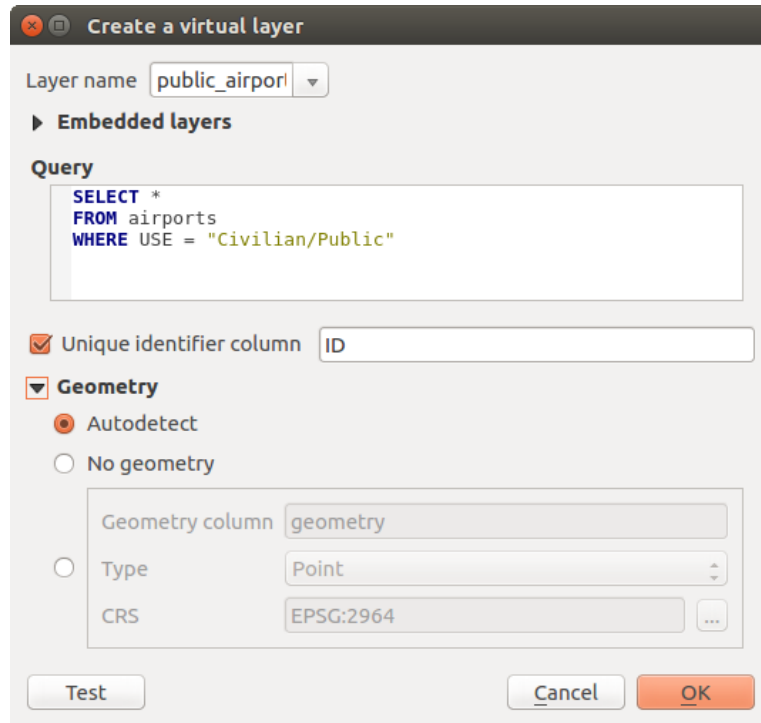 Create a virtual layer
Layer name public_airport
Embedded layers
Query
SELECT *
FROM airports
WHERE USE = "Civilian/Public"
Unique identifier column ID
Geometry
Autodetect
No geometry
Geometry column geometry
Type Point
CRS EPSG:2964 ...
Test Cancel OK